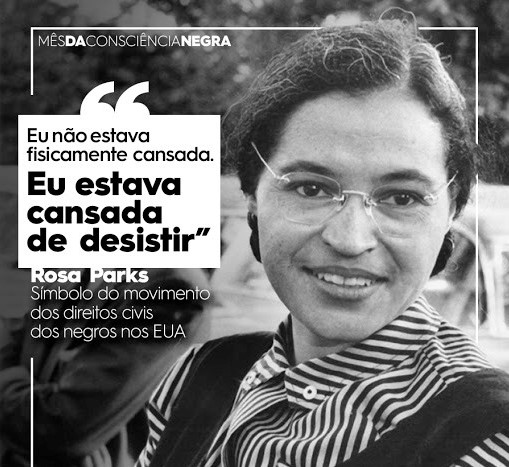 MÊSDACONSCIÊNCIANEGRA
“
Eu não estava
fisicamente cansada.
Eu estava
cansada
de desistir”
Rosa Parks
Símbolo do movimento
dos direitos civis
dos negros nos EUA